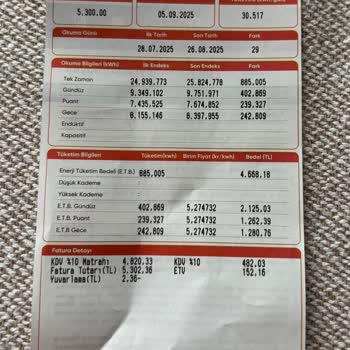 5.300.00 05.09.2025 30.517
Okuma Günü İlk Tarih Son Tarih Fark
28.07.2025 26.08.2025 29
Okuma Bilgileri (kWh) İlk Endeks Son Endeks Fark
Tek Zaman 24,939,773 25,824,778 885,005
Gündüz 9,349,102 9,751,971 402,869
Puant 7,435,525 7,674,852 239,327
Gece 8,155,146 8,397,955 242,809
Endüktif
Kapasitif
Tüketim Bilgileri Tüketim(kwh) Birim Fiyat (kr/kwh) Bedel (TL)
Enerji Tüketim Bedeli (E.T.B.) 885,005 4.668,18
Düşük Kademe :
Yüksek Kademe :
E.T.B. Gündüz 402,869 5,274732 2.125,03
E.T.B. Puant 239,327 5,274732 1.262,39
E.T.B Gece 242,809 5,274732 1.280,76
Fatura Detayı
KDV %10 Matrahı 4.820,33 KDV %10 482,03
Fatura Tutarı(TL) 5.302,36 ETV 152,16
Yuvarlama(TL) 2,36-